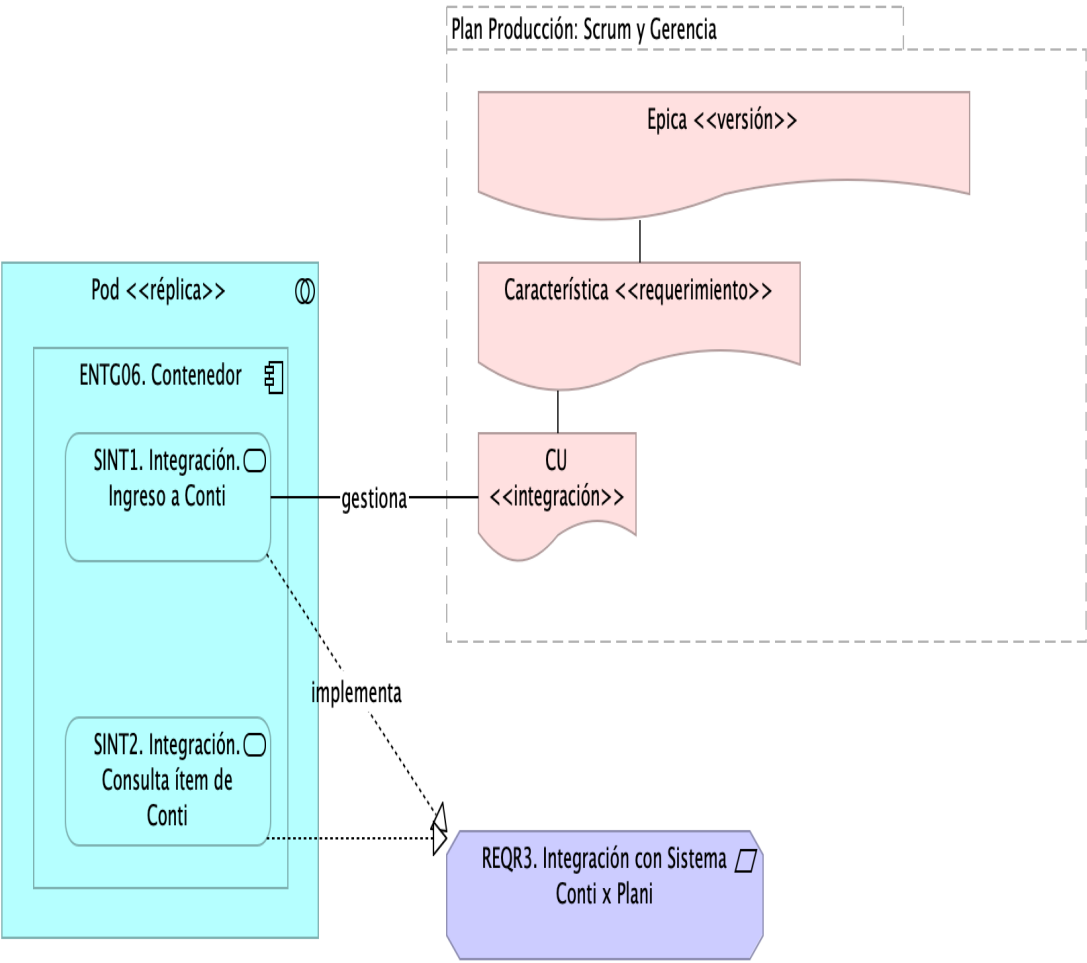 Plan Producción: Scrum y Gerencia
Epica <<versión>>
Característica <<requerimiento>>
CU
<<integración>>
Pod <<réplica>>
ENTG06. Contenedor
SINT1. Integración.
Ingreso a Conti
gestiona
implementa
SINT2. Integración.
Consulta ítem de
Conti
REQR3. Integración con Sistema
Conti x Plani